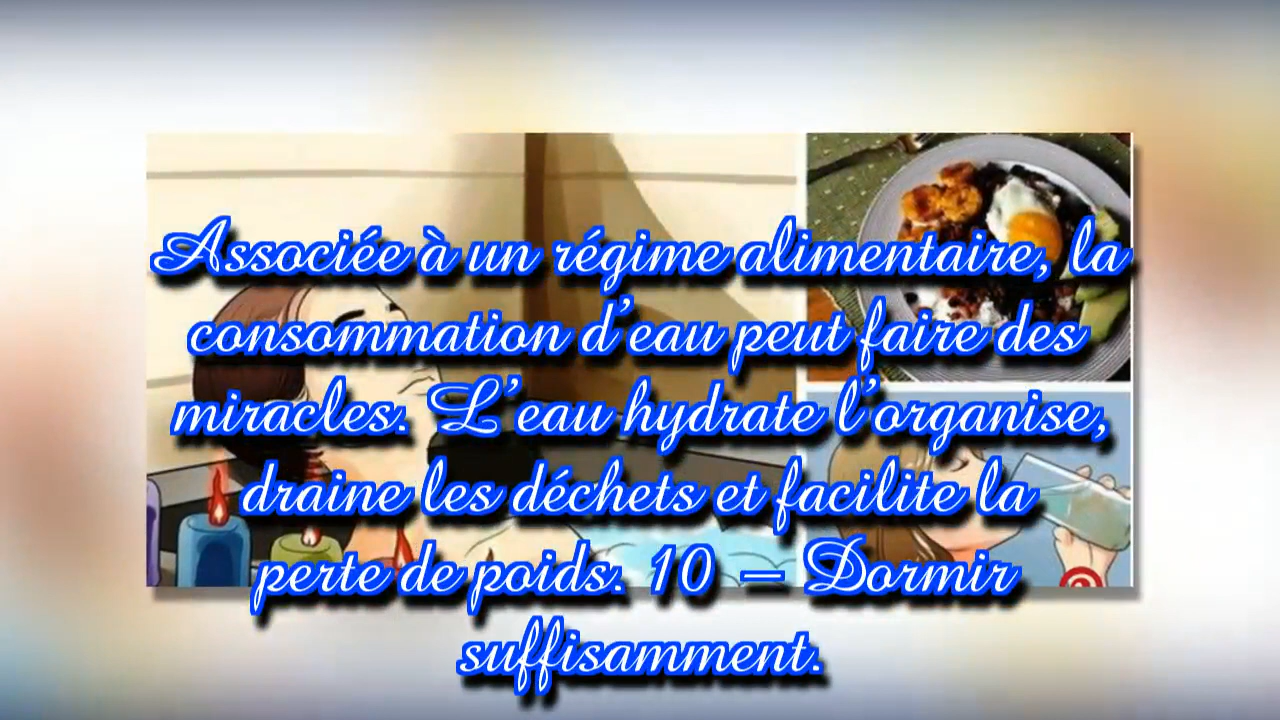 Associée à un régime alimentaire, la
consommation d'eau peut faire des
miracles. L'eau hydrate l'organise,
draine les déchets et facilite la
perte de poids. 10 – Dormir
suffisamment.